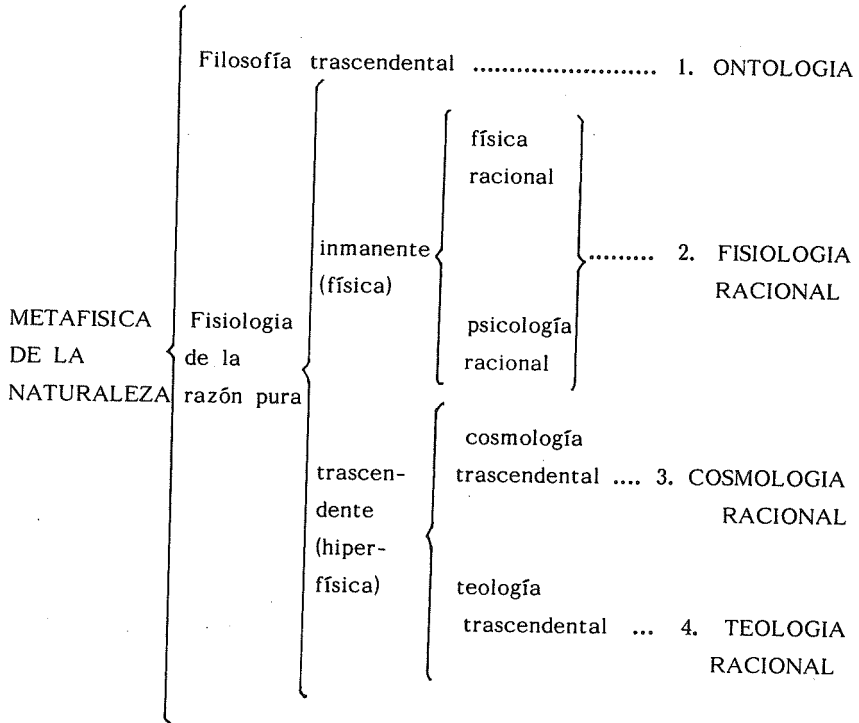 Filosofía trascendental ......................... 1. ONTOLOGIA
física
racional
inmanente
(física)
......... 2. FISIOLOGIA
RACIONAL
psicología
racional
METAFISICA
DE LA
NATURALEZA
Fisiologia
de la
razón pura
trascen-
dente
(hiper-
física)
cosmología
trascendental .... 3. COSMOLOGIA
RACIONAL
teología
trascendental ... 4. TEOLOGIA
RACIONAL